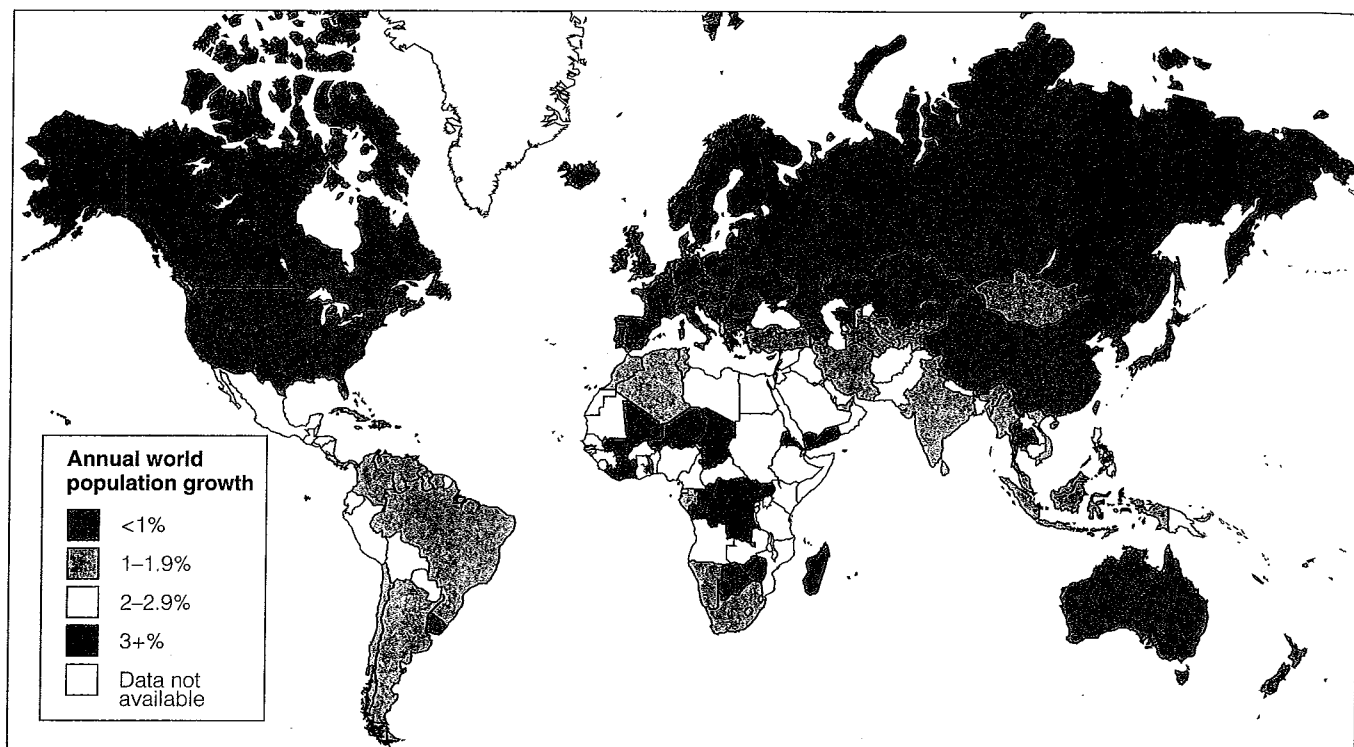 Annual world
population growth
<1%
1–1.9%
2–2.9%
3+%
Data not
available